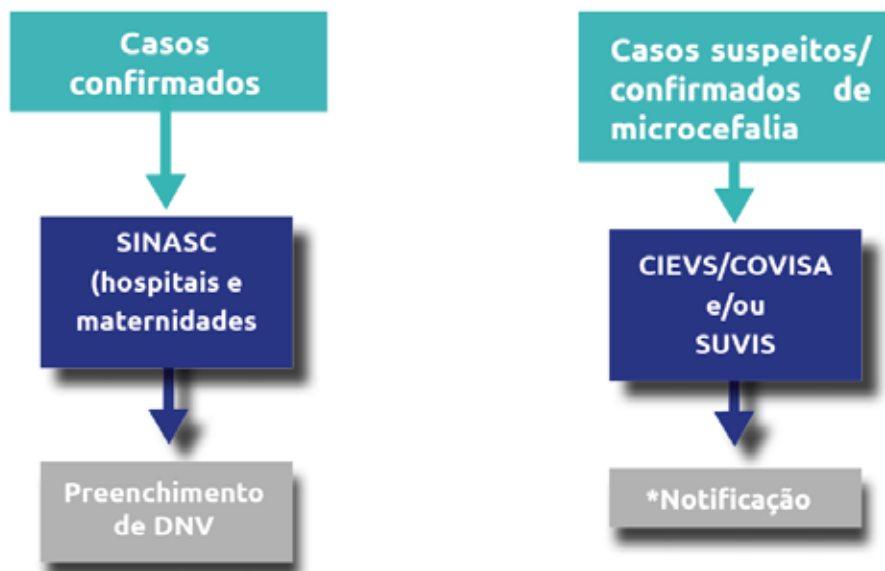 Casos
confirmados
SINASC
(hospitais e
maternidades
Preenchimento
de DNV
Casos suspeitos/
confirmados de
microcefalia
CIEVS/COVISA
e/ou
SUVIS
*Notificação